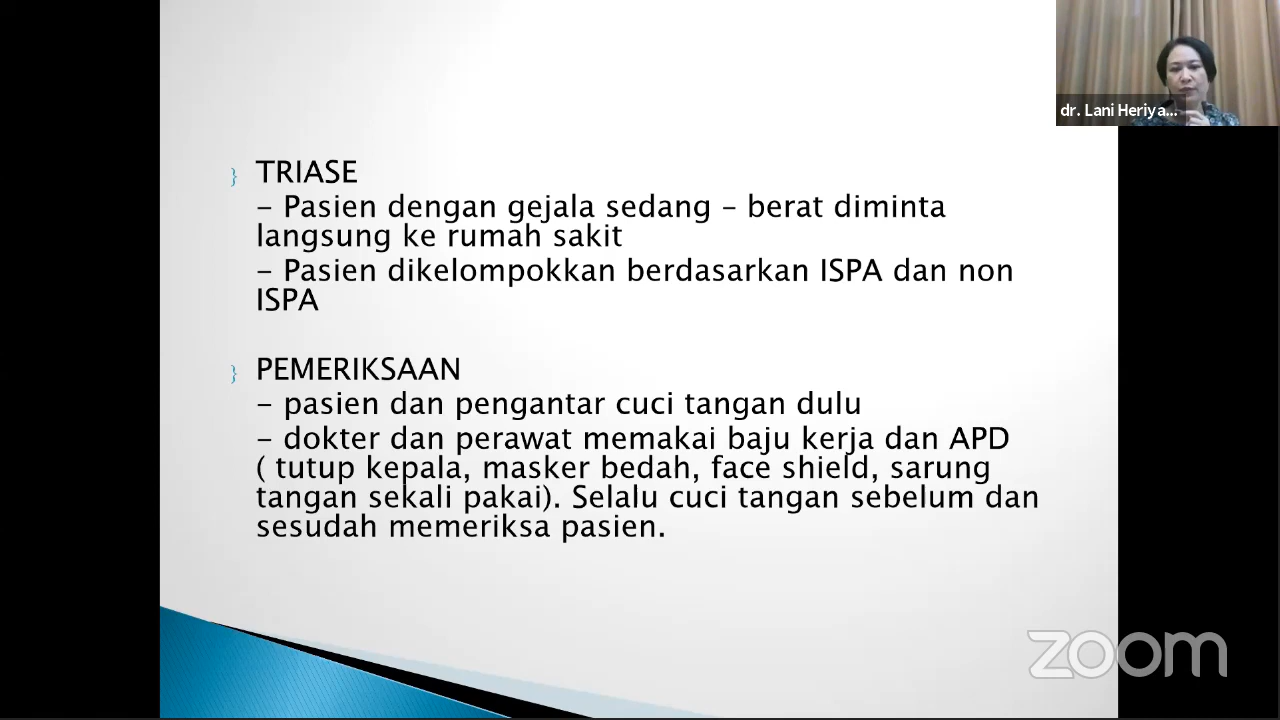 dr. Lani Heriya...
} TRIASE
- Pasien dengan gejala sedang – berat diminta
langsung ke rumah sakit
- Pasien dikelompokkan berdasarkan ISPA dan non
ISPA
} PEMERIKSAAN
- pasien dan pengantar cuci tangan dulu
- dokter dan perawat memakai baju kerja dan APD
( tutup kepala, masker bedah, face shield, sarung
tangan sekali pakai). Selalu cuci tangan sebelum dan
sesudah memeriksa pasien.
zoom